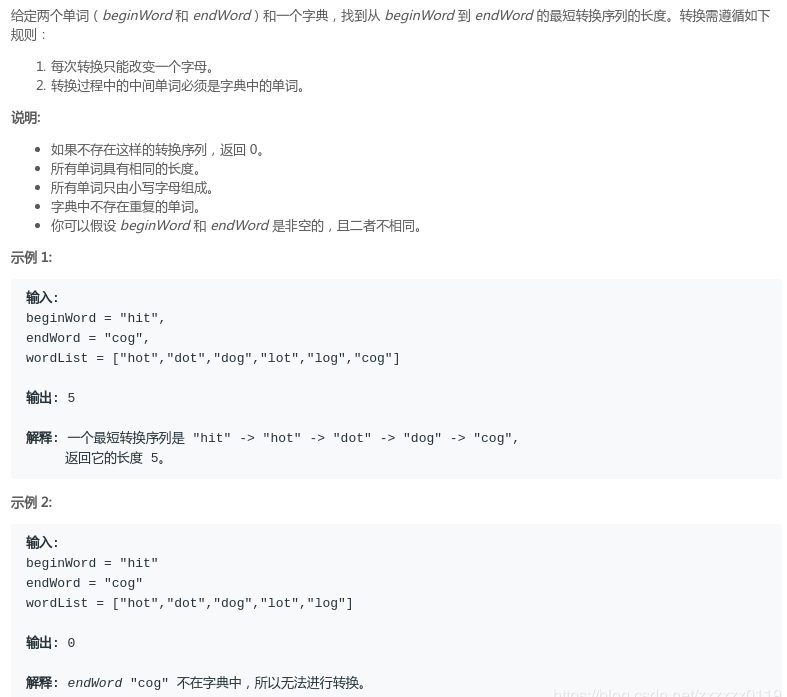 给定两个单词（beginWord 和 endWord）和一个字典，找到从 beginWord 到 endWord 的最短转换序列的长度。转换需遵循如下
规则：
1. 每次转换只能改变一个字母。
2. 转换过程中的中间单词必须是字典中的单词。
说明:
• 如果不存在这样的转换序列，返回 0。
• 所有单词具有相同的长度。
• 所有单词只由小写字母组成。
• 字典中不存在重复的单词。
• 你可以假设 beginWord 和 endWord 是非空的，且二者不相同。
示例 1:
输入:
beginWord = "hit",
endWord = "cog",
wordList = ["hot","dot","dog","lot","log","cog"]
输出: 5
解释: 一个最短转换序列是 "hit" -> "hot" -> "dot" -> "dog" -> "cog",
返回它的长度 5。
示例 2:
输入:
beginWord = "hit"
endWord = "cog"
wordList = ["hot","dot","dog","lot","log"]
输出: 0
解释: endWord "cog" 不在字典中，所以无法进行转换。